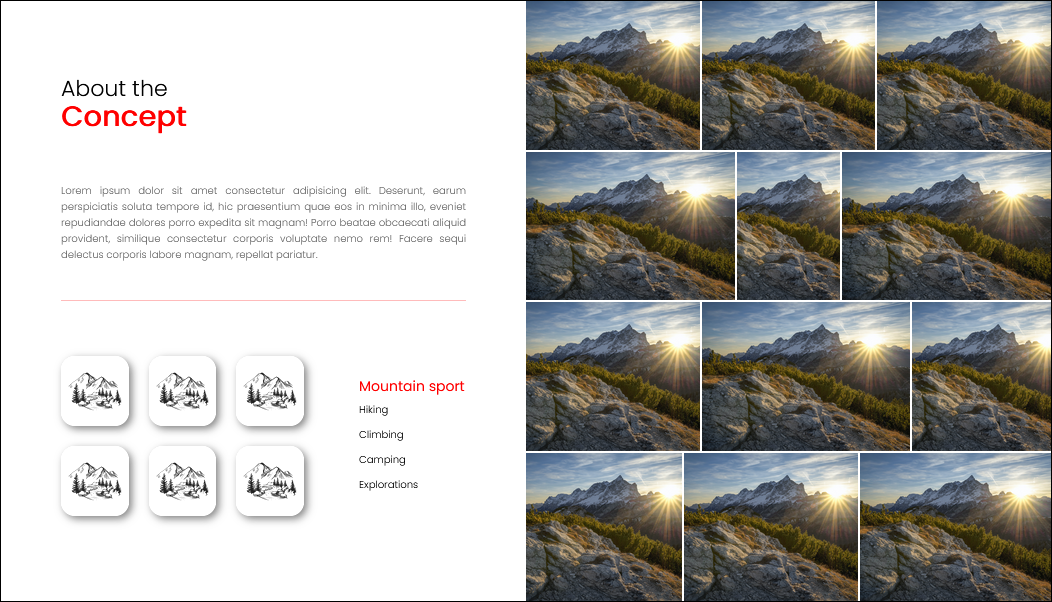 About the
Concept
Lorem ipsum dolor sit amet consectetur adipisicing elit. Deserunt, earum
perspiciatis soluta tempore id, hic praesentium quae eos in minima illo, eveniet
repudiandae dolores porro expedita sit magnam! Porro beatae obcaecati aliquid
provident, similique consectetur corporis voluptate nemo rem! Facere sequi
delectus corporis labore magnam, repellat pariatur.
Mountain sport
Hiking
Climbing
Camping
Explorations